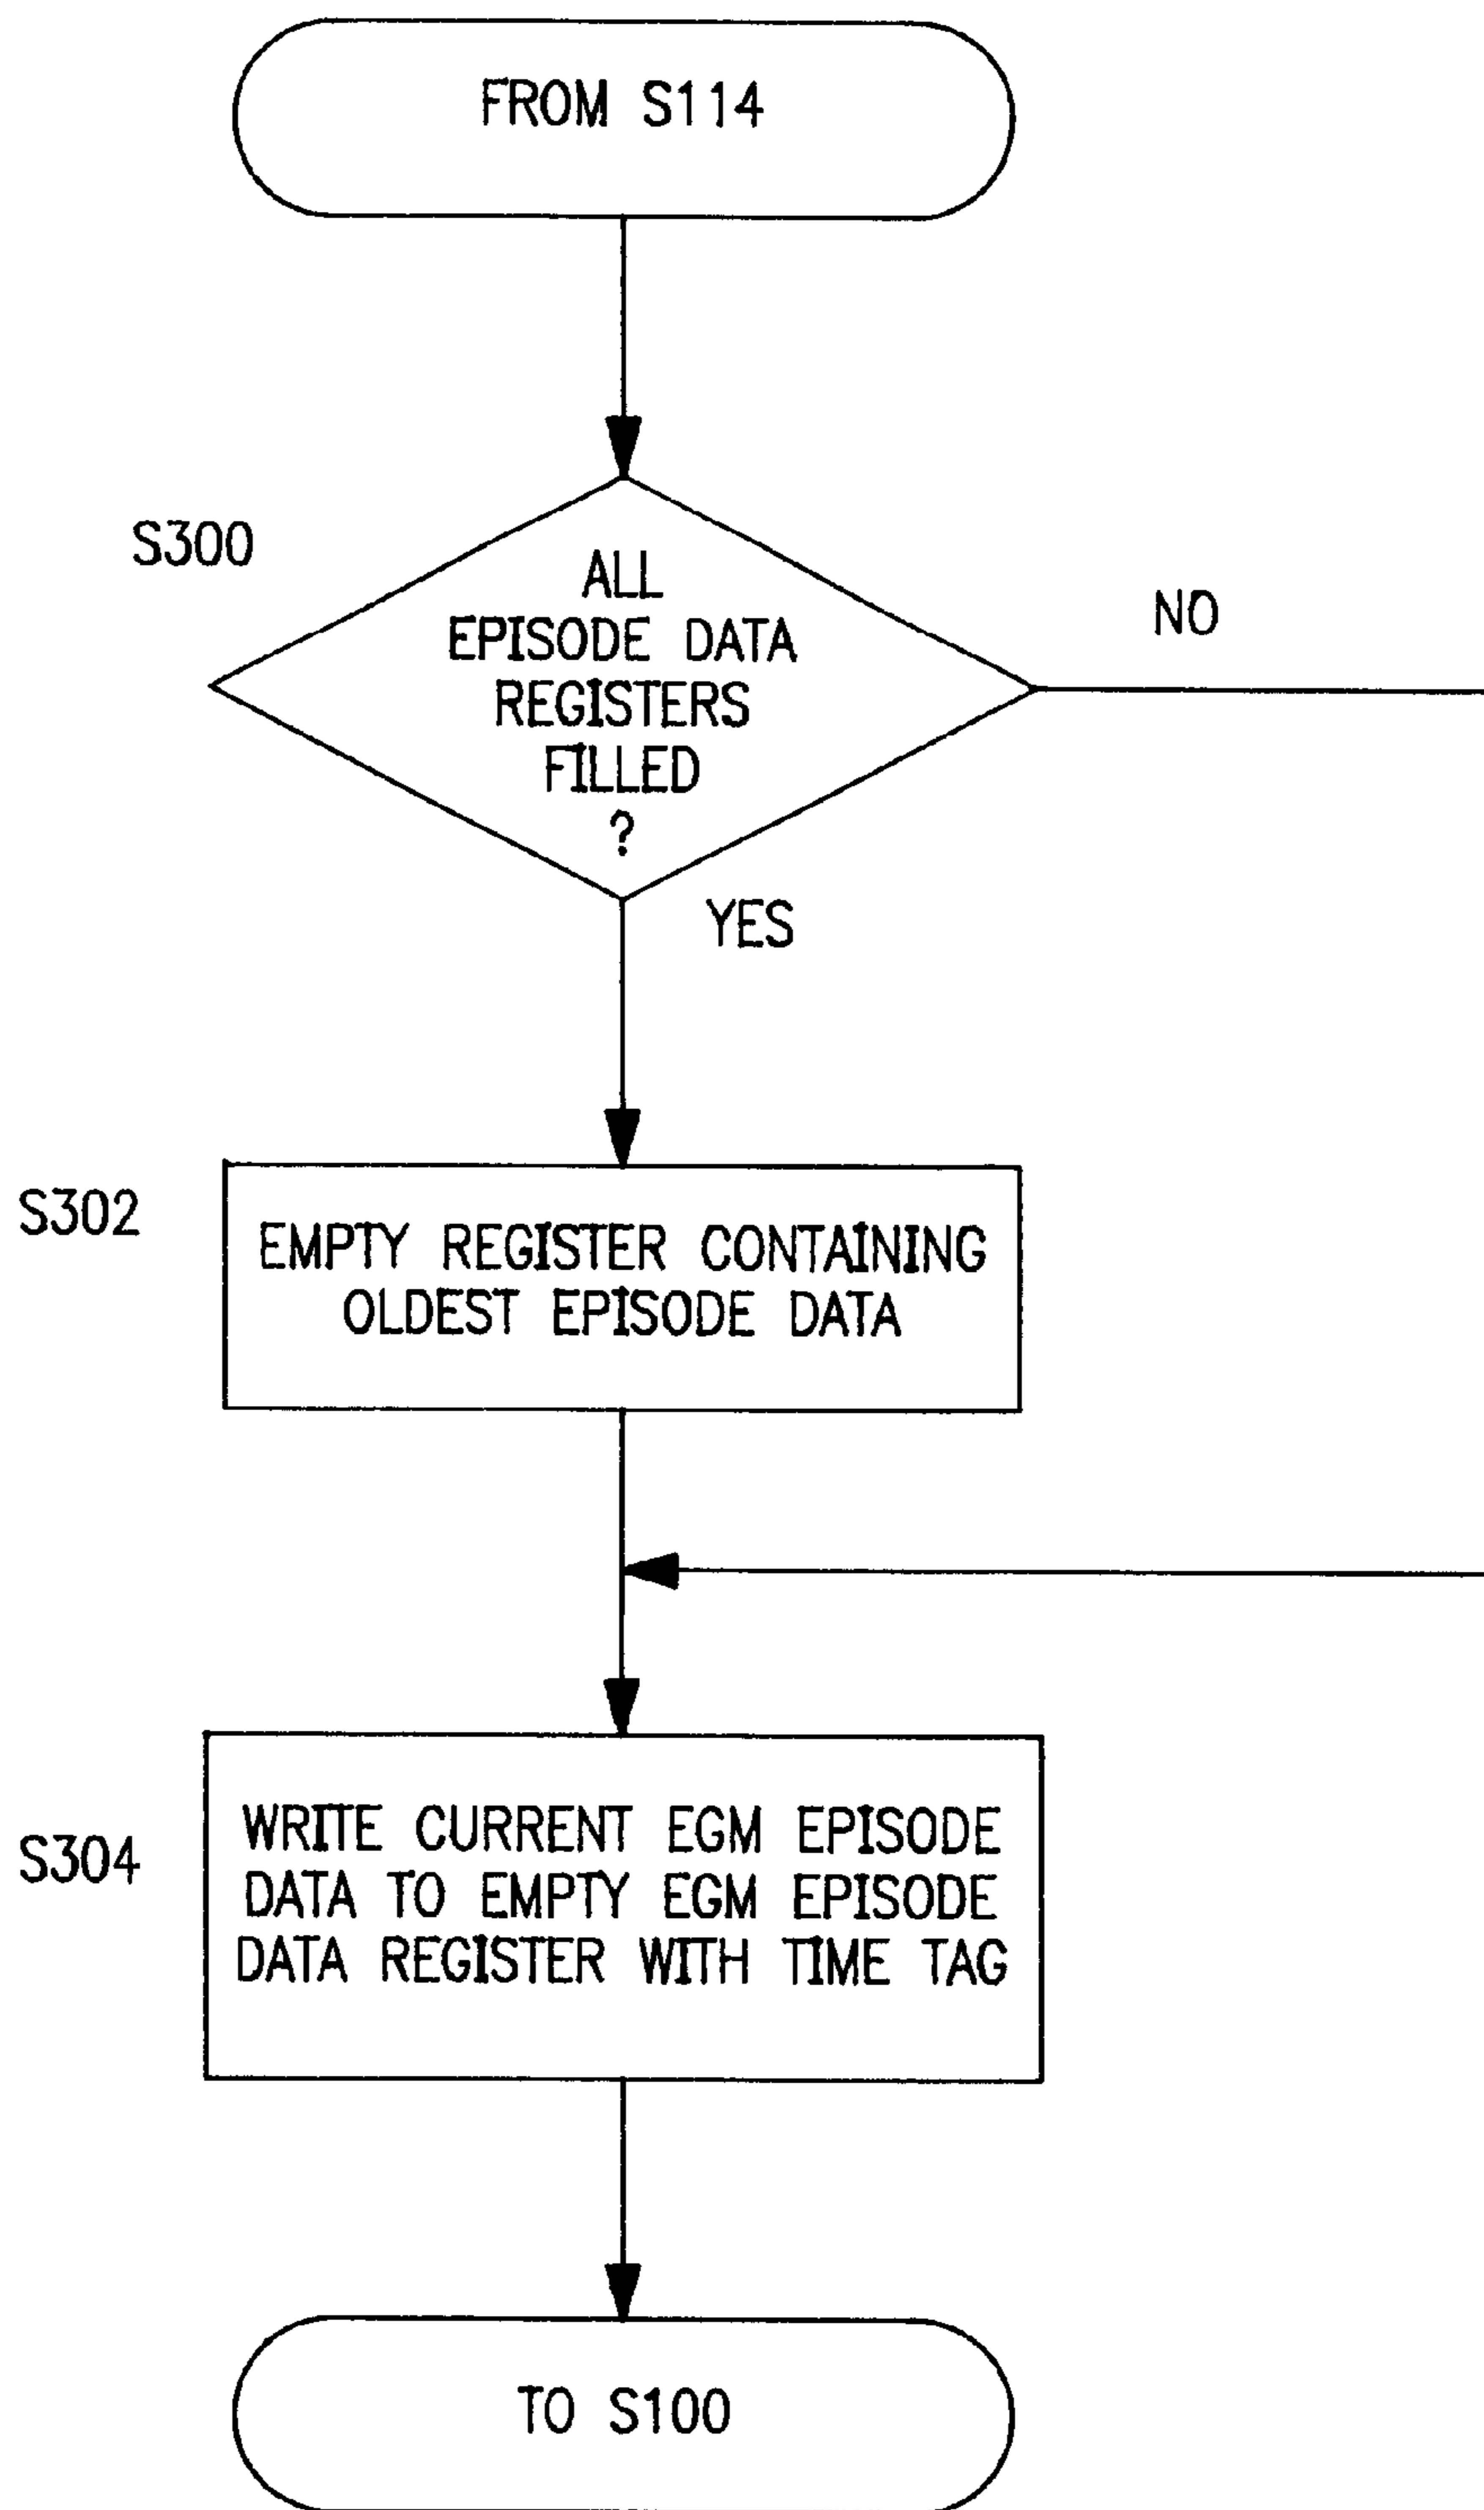 FROM S114
S300
ALL
EPISODE DATA
REGISTERS
FILLED
?
NO
YES
S302
EMPTY REGISTER CONTAINING
OLDEST EPISODE DATA
S304
WRITE CURRENT EGM EPISODE
DATA TO EMPTY EGM EPISODE
DATA REGISTER WITH TIME TAG
TO S100